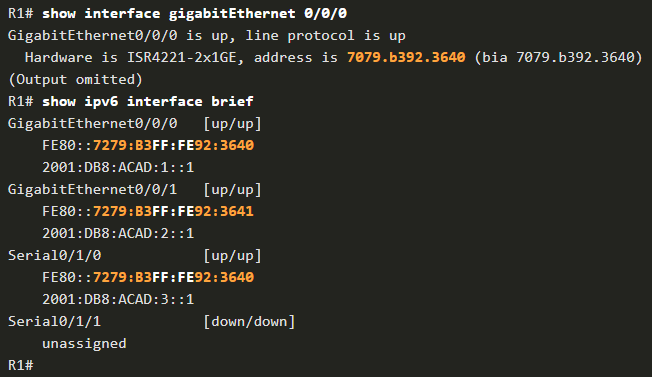 R1# show interface gigabitEthernet 0/0/0
GigabitEthernet0/0/0 is up, line protocol is up
Hardware is ISR4221-2x1GE, address is 7079.b392.3640 (bia 7079.b392.3640)
(Output omitted)
R1# show ipv6 interface brief
GigabitEthernet0/0/0 [up/up]
FE80::7279:B3FF:FE92:3640
2001:DB8:ACAD:1::1
GigabitEthernet0/0/1 [up/up]
FE80::7279:B3FF:FE92:3641
2001:DB8:ACAD:2::1
Serial0/1/0 [up/up]
FE80::7279:B3FF:FE92:3640
2001:DB8:ACAD:3::1
Serial0/1/1 [down/down]
unassigned
R1#